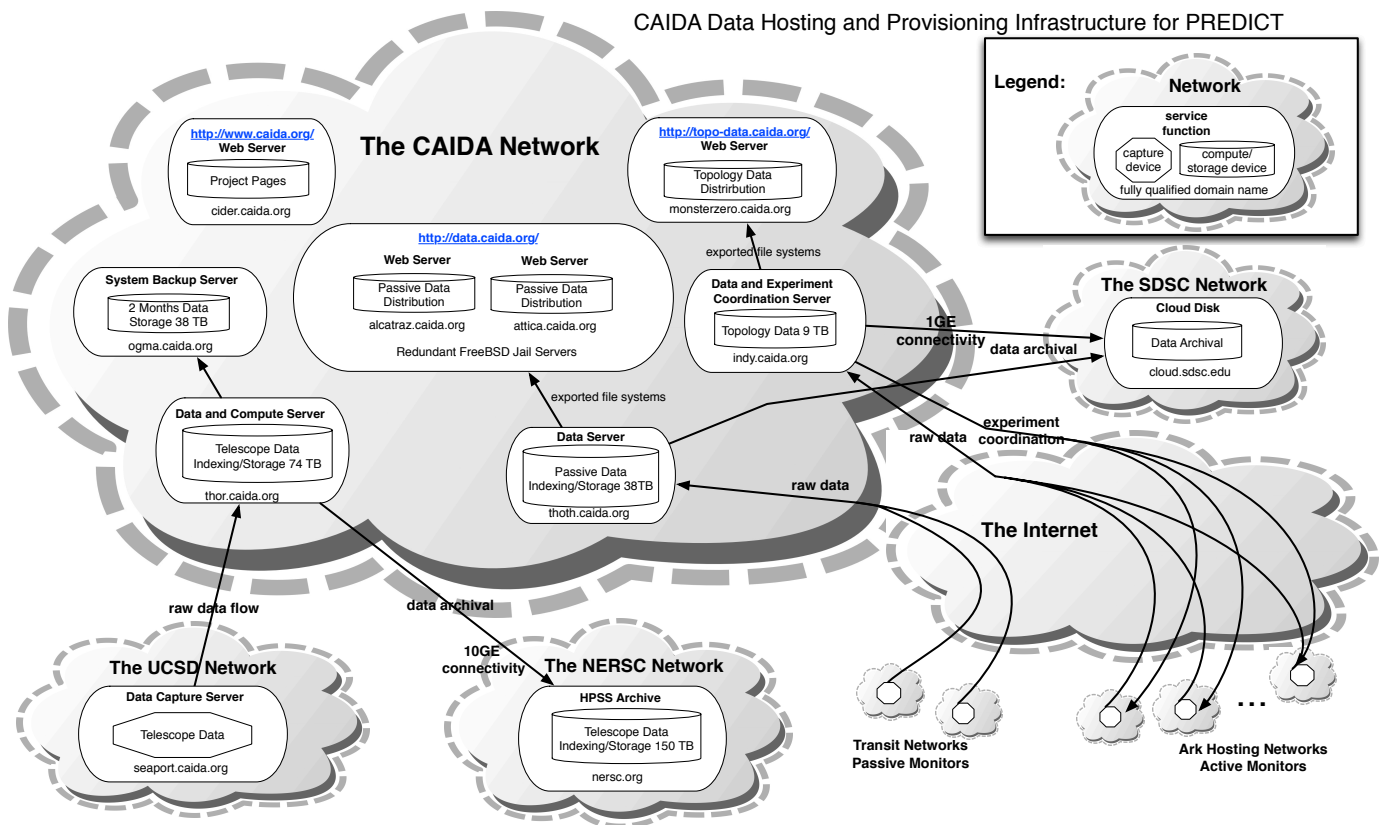 CAIDA Data Hosting and Provisioning Infrastructure for PREDICT
Legend:
Network
service
function
capture
device
compute/
storage device
fully qualified domain name
The CAIDA Network
http://www.caida.org/
Web Server
Project Pages
cider.caida.org
http://topo-data.caida.org/
Web Server
Topology Data
Distrirbution
monsterzero.caida.org
exported file systems
http://data.caida.org/
Web Server
Passive Data
Distribution
alcatraz.caida.org
Web Server
Passive Data
Distribution
attica.caida.org
Redundant FreeBSD Jail Servers
System Backup Server
2 Months Data
Storage 38 TB
ogma.caida.org
Data and Experiment
Coordination Server
Topology Data 9 TB
indy.caida.org
The SDSC Network
Cloud Disk
Data Archival
cloud.sdsc.edu
1GE
connectivity
data archival
exported file systems
Data and Compute Server
Telescope Data
Indexing/Storage 74 TB
thor.caida.org
Data Server
Passive Data
Indexing/Storage 38TB
thoth.caida.org
raw data
experiment
coordination
raw data
The Internet
raw data flow
data archival
10GE
connectivity
The UCSD Network
Data Capture Server
Telescope Data
seaport.caida.org
The NERSC Network
HPSS Archive
Telescope Data
Indexing/Storage 150 TB
nersc.org
Transit Networks
Passive Monitors
...
Ark Hosting Networks
Active Monitors